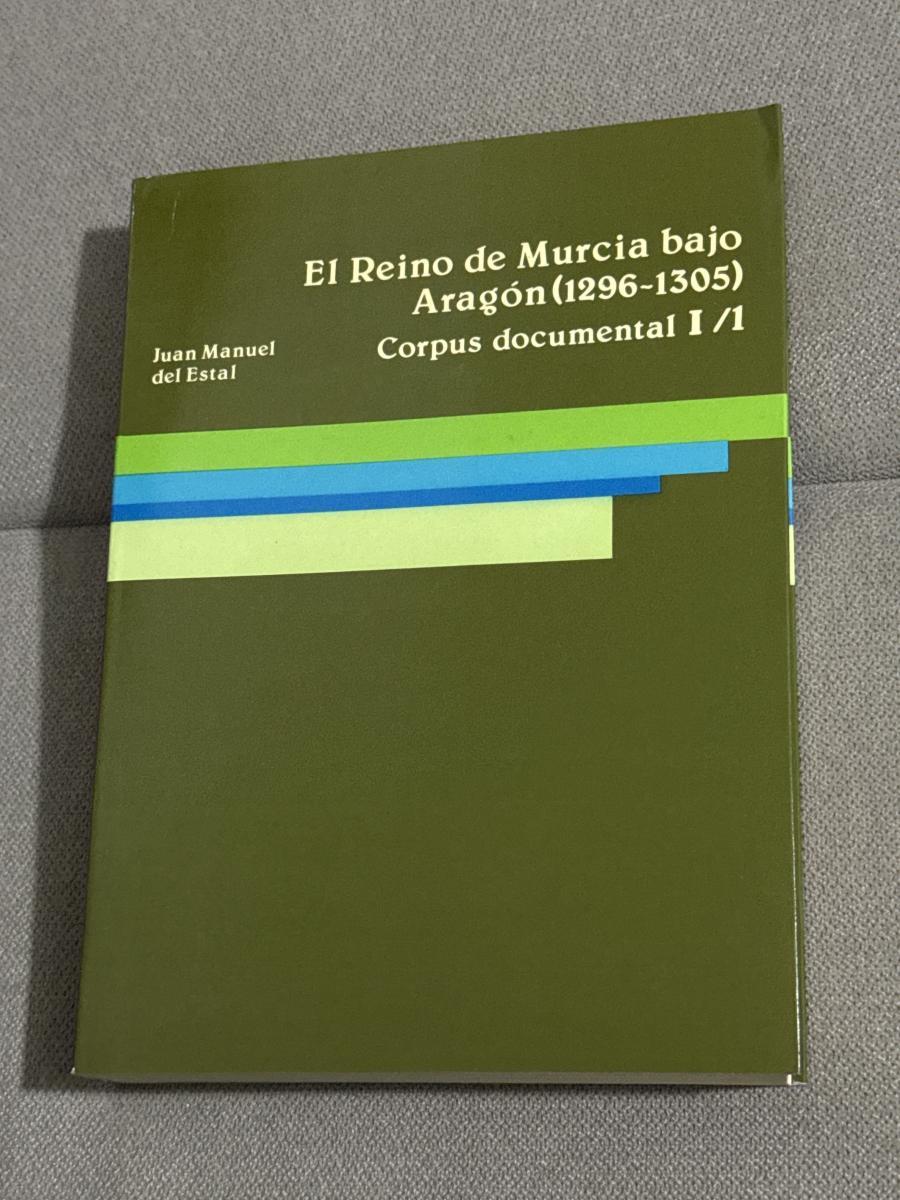 El Reino de Murcia bajo
Aragón (1296-1305)
Corpus documental I/1
Juan Manuel
del Estal